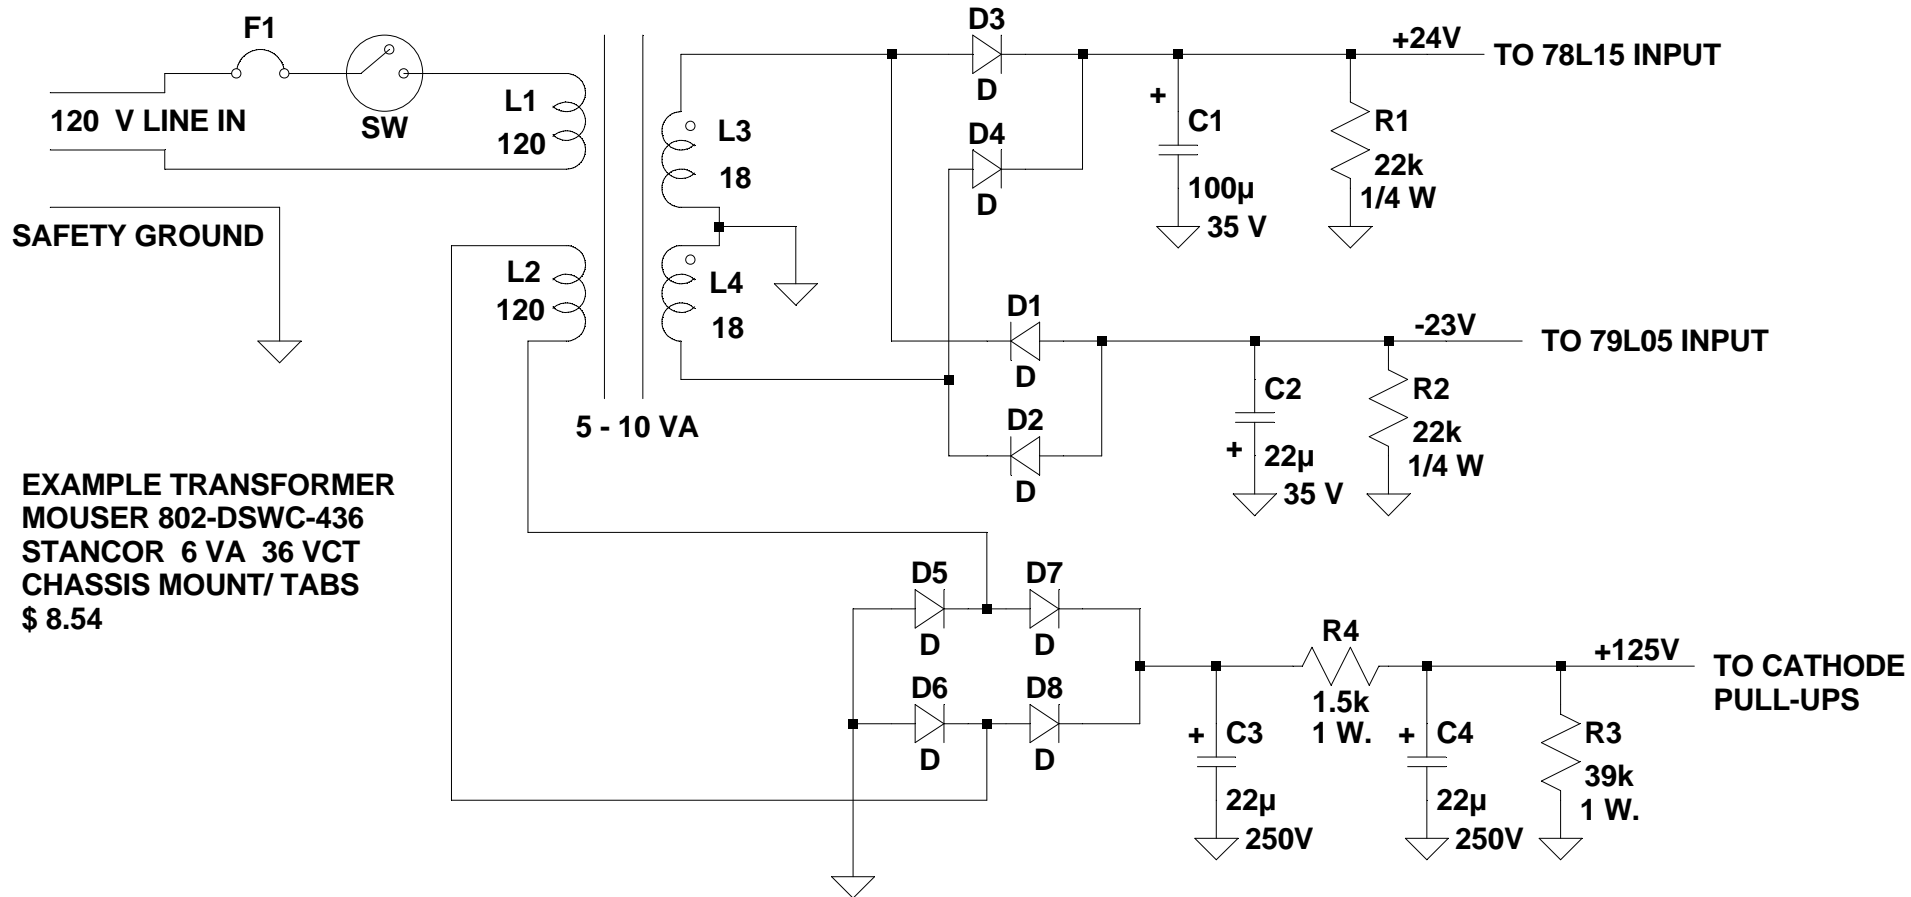 F1
120 V LINE IN
SW
L1
120
SAFETY GROUND
L2
120
L3
18
L4
18
5 - 10 VA
D3
D
D4
D
+
C1
100µ
35 V
+24V
TO 78L15 INPUT
R1
22k
1/4 W
D1
D
D2
D
C2
+
22µ
35 V
-23V
TO 79L05 INPUT
R2
22k
1/4 W
EXAMPLE TRANSFORMER
MOUSER 802-DSWC-436
STANCOR 6 VA 36 VCT
CHASSIS MOUNT/ TABS
$ 8.54
D5
D
D7
D
D6
D
D8
D
+
C3
22µ
250V
R4
1.5k
1 W.
+
C4
22µ
250V
+125V
TO CATHODE
PULL-UPS
R3
39k
1 W.